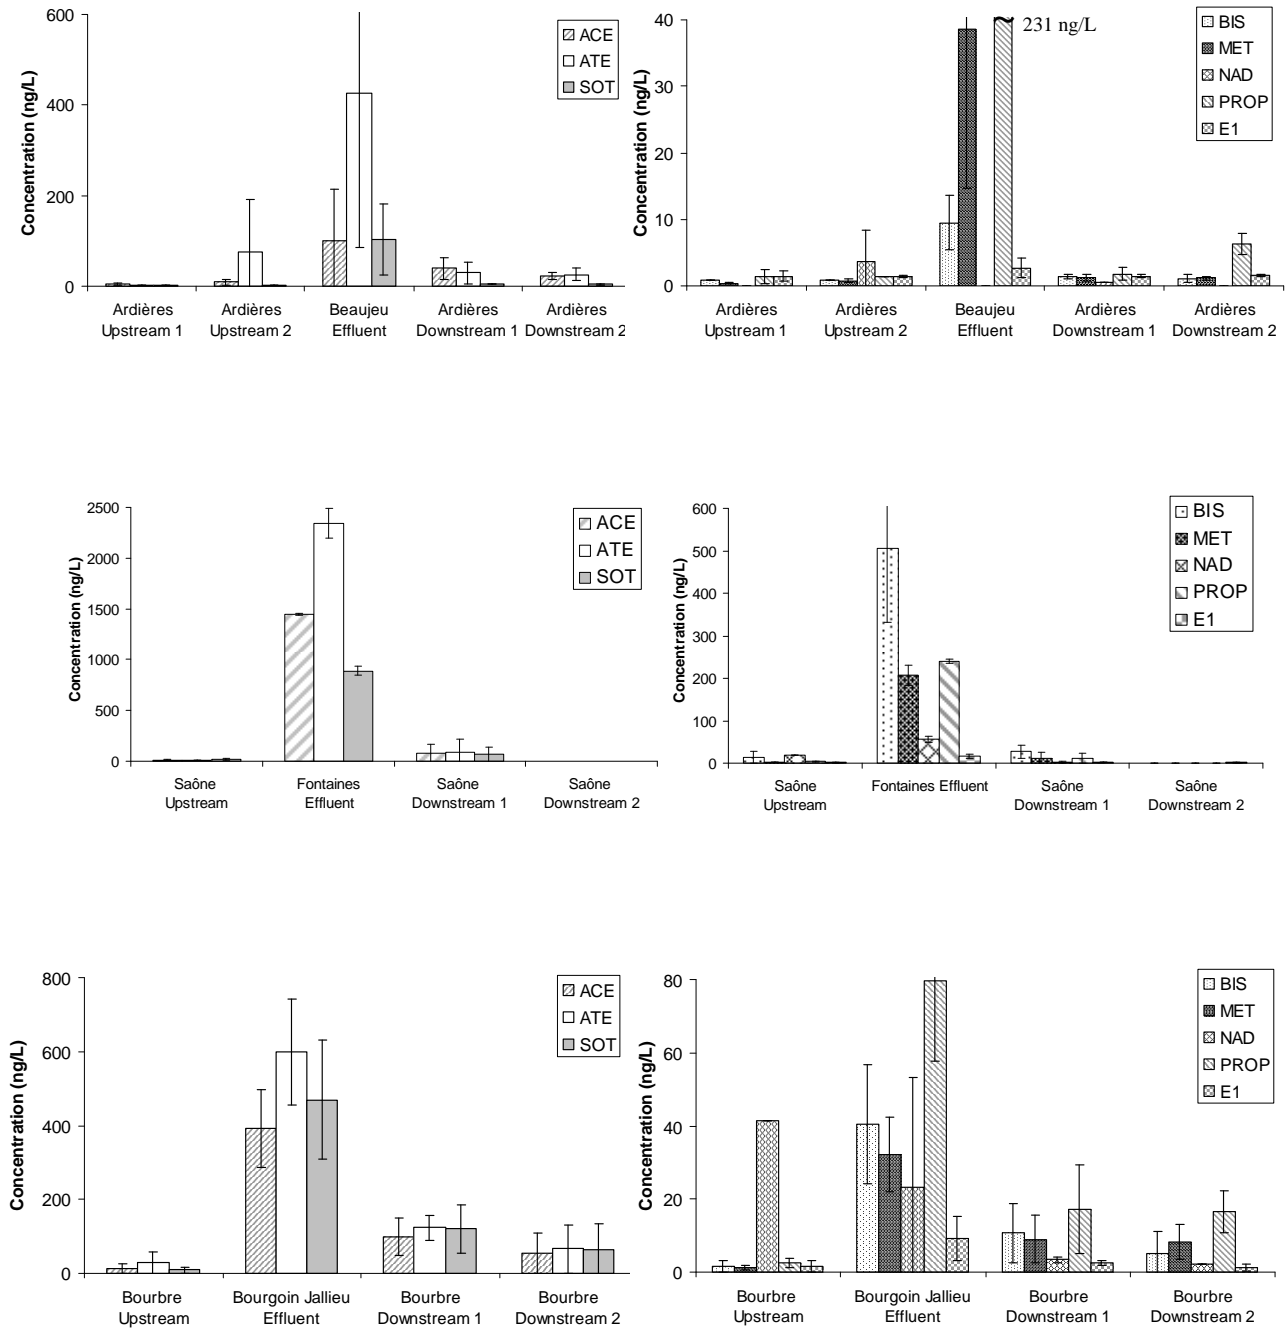 600
400
200
0
Concentration (ng/L)
ACE
ATE
SOT
Ardières Upstream 1
Ardières Upstream 2
Beaujeu Effluent
Ardières Downstream 1
Ardières Downstream 2
40
30
20
10
0
Concentration (ng/L)
231 ng/L
BIS
MET
NAD
PROP
E1
Ardières Upstream 1
Ardières Upstream 2
Beaujeu Effluent
Ardières Downstream 1
Ardières Downstream 2
2500
2000
1500
1000
500
0
Concentration (ng/L)
ACE
ATE
SOT
Saône Upstream
Fontaines Effluent
Saône Downstream 1
Saône Downstream 2
600
500
400
300
200
100
0
Concentration (ng/L)
BIS
MET
NAD
PROP
E1
Saône Upstream
Fontaines Effluent
Saône Downstream 1
Saône Downstream 2
800
600
400
200
0
Concentration (ng/L)
ACE
ATE
SOT
Bourbre Upstream
Bourgoin Jallieu Effluent
Bourbre Downstream 1
Bourbre Downstream 2
80
60
40
20
0
Concentration (ng/L)
BIS
MET
NAD
PROP
E1
Bourbre Upstream
Bourgoin Jallieu Effluent
Bourbre Downstream 1
Bourbre Downstream 2